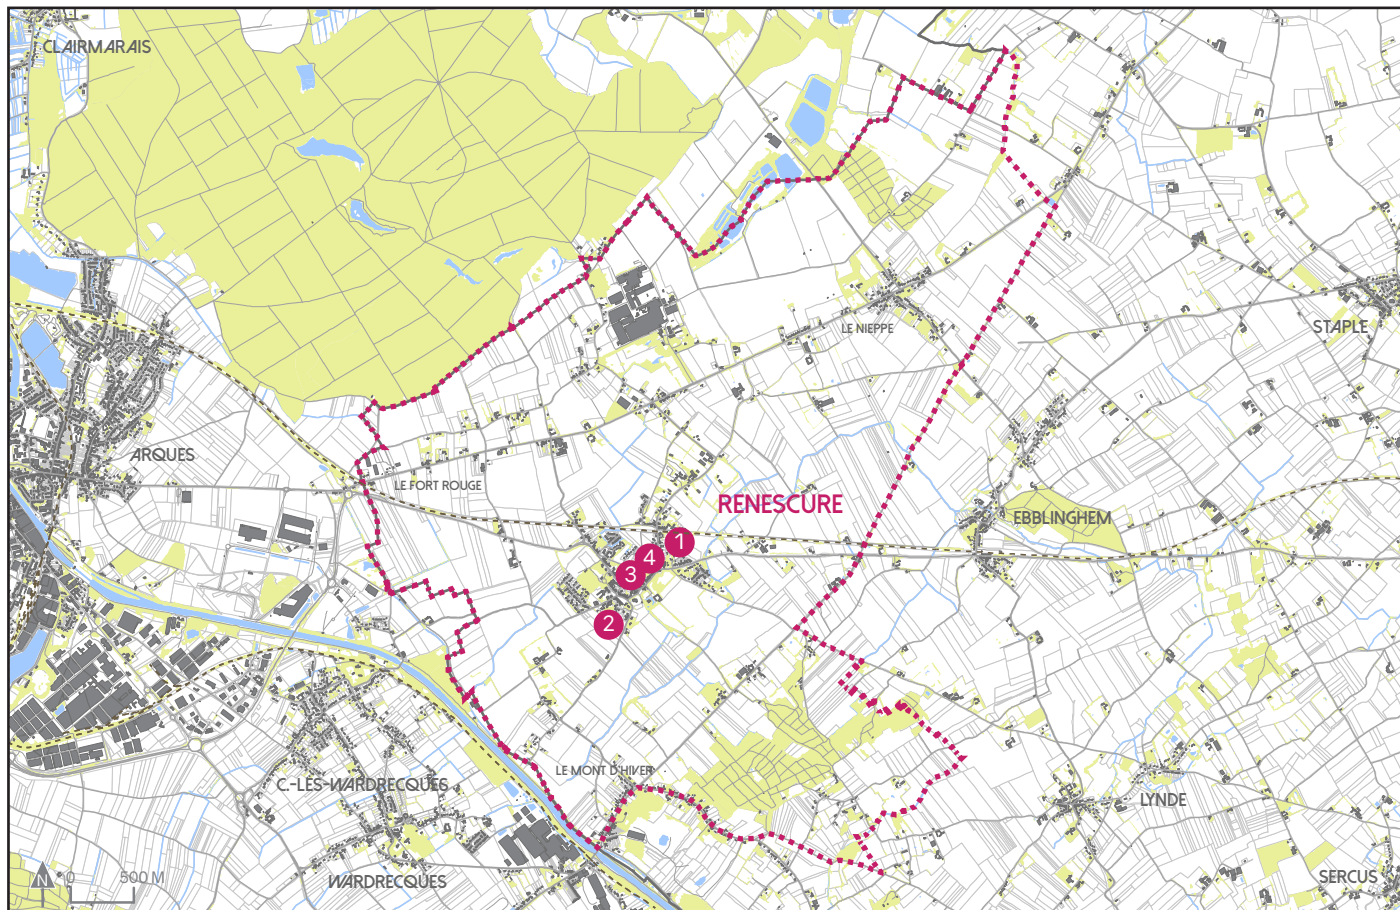 CLAIRMARAIS
LE NIEPPE
STAPLE
ARQUES
LE FORT ROUGE
RENESCURE
EBBLINGHEM
1
4
3
2
LE MONT D'HIVER
C.-LES-WARDRECQUES
LYNDE
WARDRECQUES
SERCUS
N 0 500 M